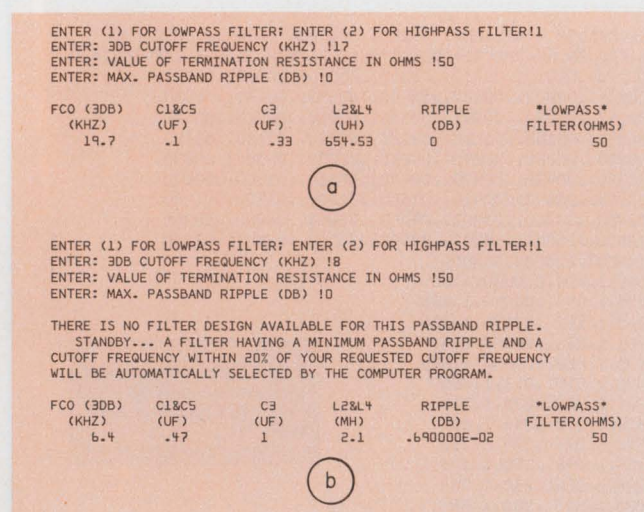 ENTER (1) FOR LOWPASS FILTER; ENTER (2) FOR HIGHPASS FILTER!1
ENTER: 3DB CUTOFF FREQUENCY (KHZ) !17
ENTER: VALUE OF TERMINATION RESISTANCE IN OHMS !50
ENTER: MAX. PASSBAND RIPPLE (DB) !0
FCO (3DB) C1&C5 C3 L2&L4 RIPPLE *LOWPASS*
(KHZ) (UF) (UF) (UH) (DB) FILTER(OHMS)
19.7 .1 .33 654.53 0 50
a
ENTER (1) FOR LOWPASS FILTER; ENTER (2) FOR HIGHPASS FILTER!1
ENTER: 3DB CUTOFF FREQUENCY (KHZ) !8
ENTER: VALUE OF TERMINATION RESISTANCE IN OHMS !50
ENTER: MAX. PASSBAND RIPPLE (DB) !0
THERE IS NO FILTER DESIGN AVAILABLE FOR THIS PASSBAND RIPPLE.
STANDBY... A FILTER HAVING A MINIMUM PASSBAND RIPPLE AND A
CUTOFF FREQUENCY WITHIN 20% OF YOUR REQUESTED CUTOFF FREQUENCY
WILL BE AUTOMATICALLY SELECTED BY THE COMPUTER PROGRAM.
FCO (3DB) C1&C5 C3 L2&L4 RIPPLE *LOWPASS*
(KHZ) (UF) (UF) (MH) (DB) FILTER(OHMS)
6.4 .47 1 2.1 .690000E-02 50
b